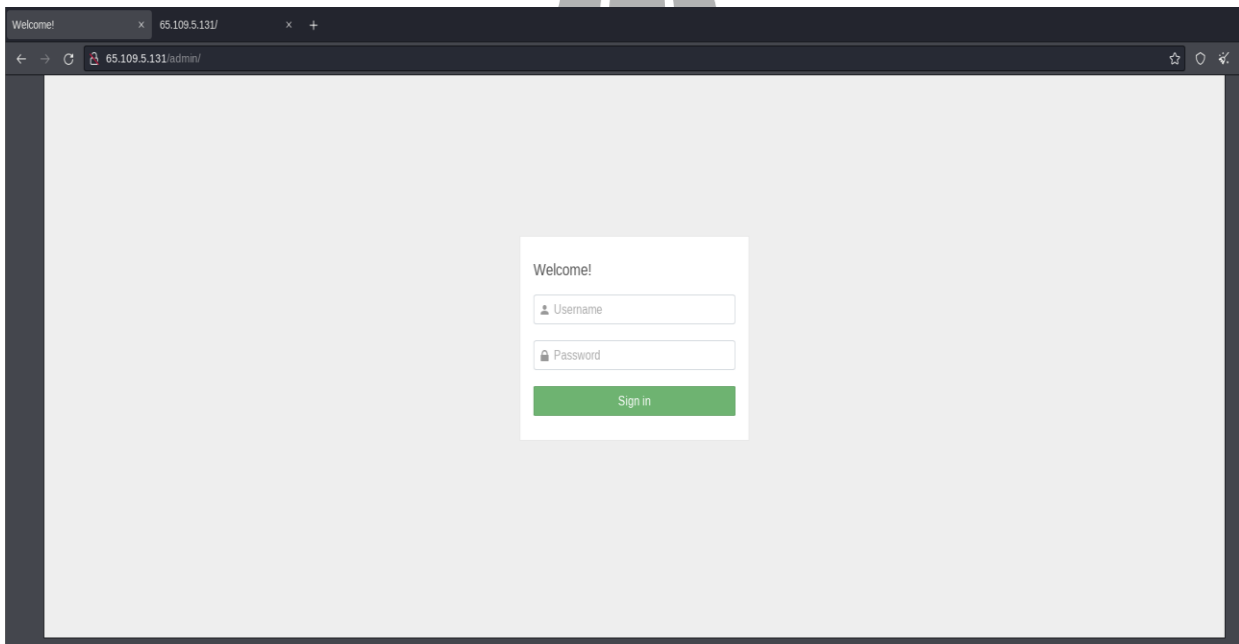 Welcome! × 65.109.5.131/ × +
65.109.5.131/admin/
Welcome!
Username
Password
Sign in